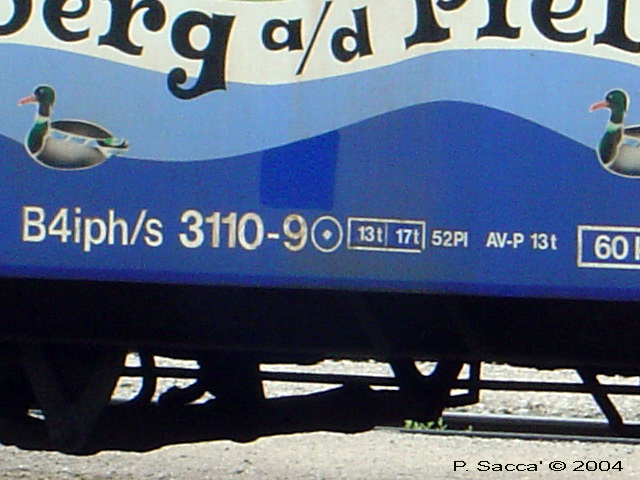 berg a/d
B4iph/s 3110-9 13t 17t 52Pl AV-P 13t 60
P. Sacca' © 2004